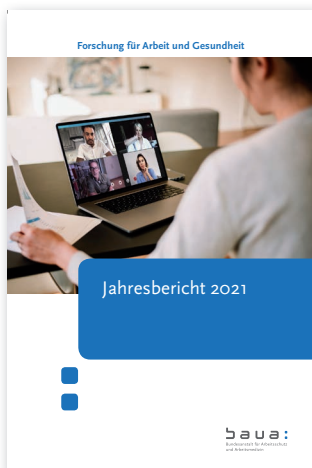 Forschung für Arbeit und Gesundheit
Jahresbericht 2021
baua:
Bundesanstalt für Arbeitsschutz
und Arbeitsmedizin